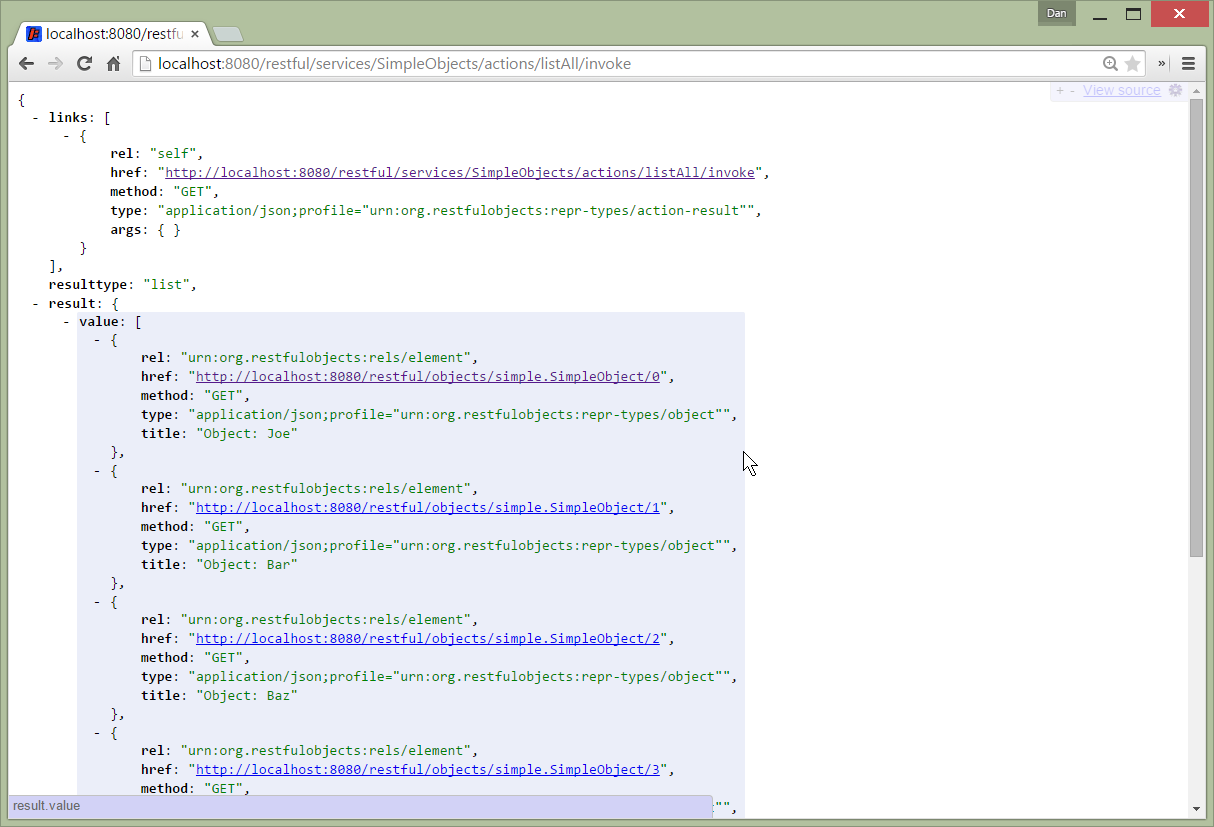 Dan
localhost:8080/restfu
localhost:8080/restful/services/SimpleObjects/actions/listAll/invoke »
+ - View source
{
- links: [
- {
rel: "self",
href: "http://localhost:8080/restful/services/SimpleObjects/actions/listAll/invoke",
method: "GET",
type: "application/json;profile="urn:org.restfulobjects:repr-types/action-result"",
args: { }
}
],
resulttype: "list",
- result: {
- value: [
- {
rel: "urn:org.restfulobjects:rels/element",
href: "http://localhost:8080/restful/objects/simple.SimpleObject/0",
method: "GET",
type: "application/json;profile="urn:org.restfulobjects:repr-types/object"",
title: "Object: Joe"
},
- {
rel: "urn:org.restfulobjects:rels/element",
href: "http://localhost:8080/restful/objects/simple.SimpleObject/1",
method: "GET",
type: "application/json;profile="urn:org.restfulobjects:repr-types/object"",
title: "Object: Bar"
},
- {
rel: "urn:org.restfulobjects:rels/element",
href: "http://localhost:8080/restful/objects/simple.SimpleObject/2",
method: "GET",
type: "application/json;profile="urn:org.restfulobjects:repr-types/object"",
title: "Object: Baz"
},
- {
rel: "urn:org.restfulobjects:rels/element",
href: "http://localhost:8080/restful/objects/simple.SimpleObject/3",
method: "GET",
result.value "",